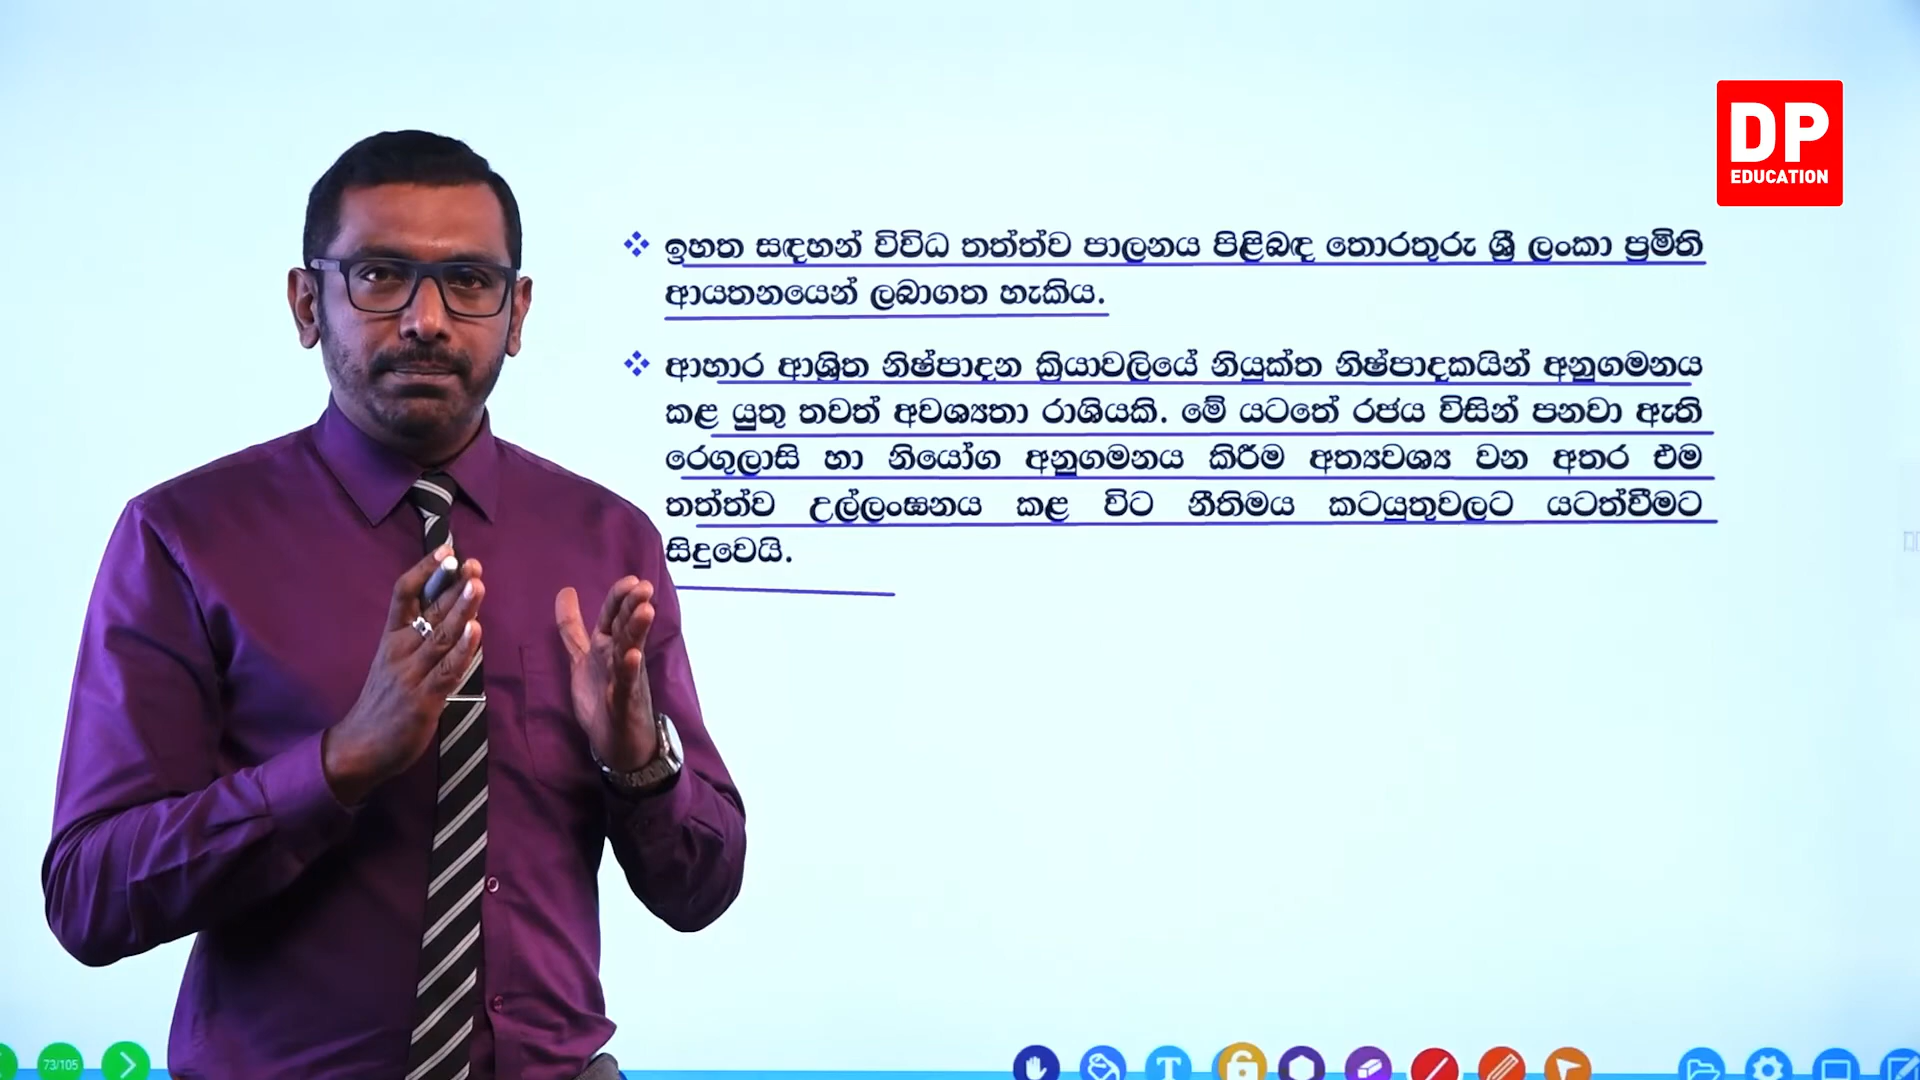 DP
EDUCATION
ඉහත සඳහන් විවිධ තත්ත්ව පාලනය පිළිබඳ තොරතුරු ශ්‍රී ලංකා ප්‍රමිති
ආයතනයෙන් ලබාගත හැකිය.
ආහාර ආශ්‍රිත නිෂ්පාදන ක්‍රියාවලියේ නියුක්ත නිෂ්පාදකයින් අනුගමනය
කළ යුතු තවත් අවශ්‍යතා රාශියකි. මේ යටතේ රජය විසින් පනවා ඇති
රෙගුලාසි හා නියෝග අනුගමනය කිරීම අත්‍යවශ්‍ය වන අතර එම
තත්ත්ව උල්ලංඝනය කළ විට නීතිමය කටයුතුවලට යටත්වීමට
සිදුවෙයි.
73/105
T